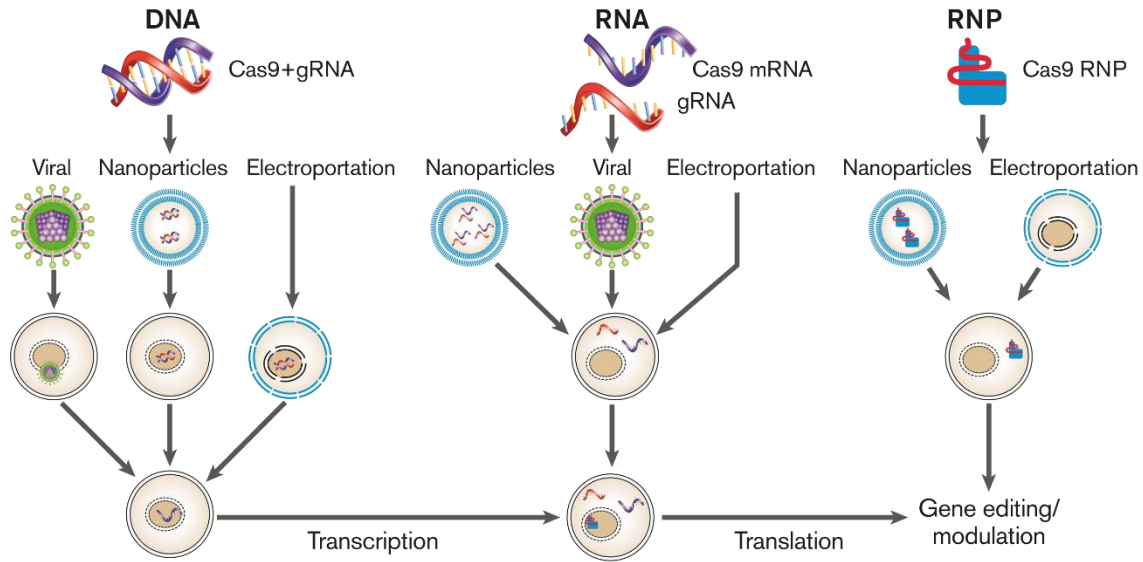 DNA
Cas9+gRNA
Viral
Nanoparticles
Electroportation
RNA
Cas9 mRNA
gRNA
Nanoparticles
Viral
Electroportation
RNP
Cas9 RNP
Nanoparticles
Electroportation
Transcription
Translation
Gene editing/
modulation